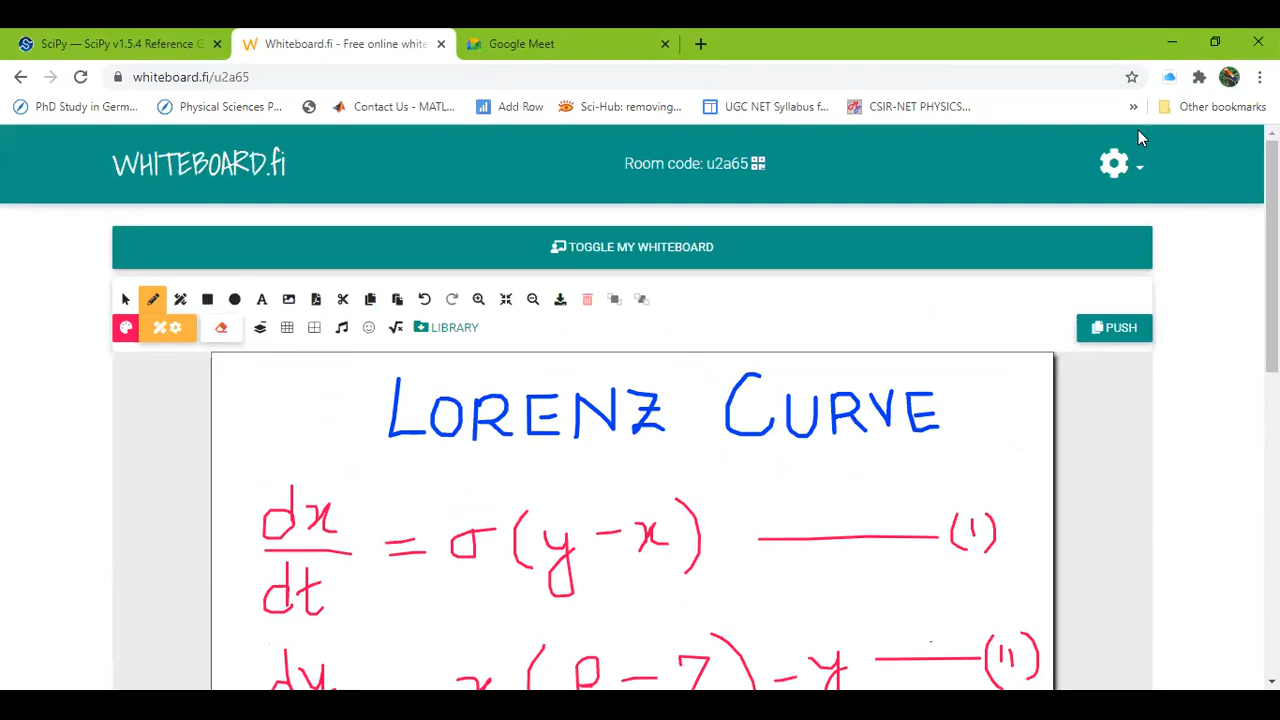 SciPy — SciPy v1.5.4 Reference G
Whiteboard.fi - Free online white
Google Meet
whiteboard.fi/u2a65
PhD Study in Germ...
Physical Sciences P...
Contact Us - MATL...
Add Row
Sci-Hub: removing...
UGC NET Syllabus f...
CSIR-NET PHYSICS...
»
Other bookmarks
WHITEBOARD.fi
Room code: u2a65
TOGGLE MY WHITEBOARD
LIBRARY
PUSH
LORENZ CURVE
dx/dt = σ(y-x) ——— (1)
dy x(ρ-z)-y ——— (11)